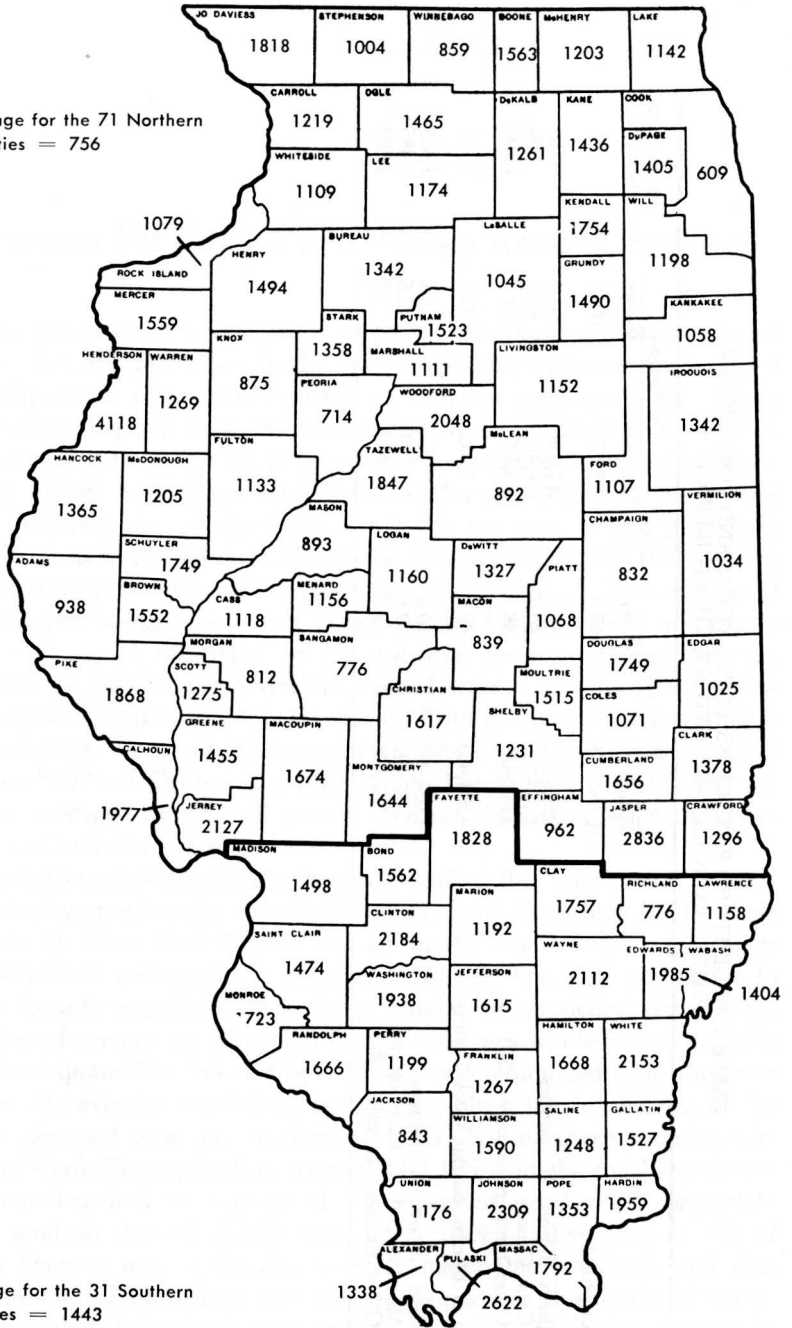 JO DAVIESS STEPHENSON WINNEBAGO BOONE McHENRY LAKE
1818 1004 859 1563 1203 1142
CARROLL OGLE DeKALB KANE COOK
age for the 71 Northern
ties = 756
1219 1465 1261 1436 DuPAGE 1405 609
WHITESIDE LEE
1109 1174
KENDALL WILL
1754 1198
1079
ROCK ISLAND
HENRY BUREAU LaSALLE
1494 1342 1045
GRUNDY
1490
KANKAKEE
1058
MERCER
1559
STARK PUTNAM
1358 1523
KNOX
875
MARSHALL
1111
LIVINGSTON
1152
HENDERSON WARREN
4118 1269
PEORIA
714
WOODFORD
2048
IROQUOIS
1342
HANCOCK McDONOUGH
1365 1205
FULTON
1133
TAZEWELL
1847
McLEAN
892
FORD
1107
VERMILION
1034
MASON
893
CHAMPAIGN
832
SCHUYLER
1749
LOGAN
1160
DeWITT
1327
PIATT
1068
ADAMS
938
BROWN
1552
CASS
1118
MENARD
1156
MACON
839
MORGAN
812
SANGAMON
776
DOUGLAS
1749
EDGAR
1025
PIKE
1868
SCOTT
1275
CHRISTIAN
1617
MOULTRIE
1515
COLES
1071
SHELBY
1231
CALHOUN
GREENE
1455
MACOUPIN
1674
MONTGOMERY
1644
CUMBERLAND
1656
CLARK
1378
1977
JERREY
2127
FAYETTE
1828
EFFINGHAM
962
JASPER
2836
CRAWFORD
1296
MADISON
1498
BOND
1562
CLAY
1757
RICHLAND
776
LAWRENCE
1158
CLINTON
2184
MARION
1192
SAINT CLAIR
1474
WAYNE
2112
EDWARDS WABASH
1985
1404
WASHINGTON
1938
JEFFERSON
1615
MONROE
723
RANDOLPH
1666
PERRY
1199
HAMILTON WHITE
1668 2153
FRANKLIN
1267
JACKSON
843
WILLIAMSON
1590
SALINE
1248
GALLATIN
1527
UNION
1176
JOHNSON
2309
POPE
1353
HARDIN
1959
ALEXANDER PULASKI MASSAC
1792
1338
2622
age for the 31 Southern
es = 1443